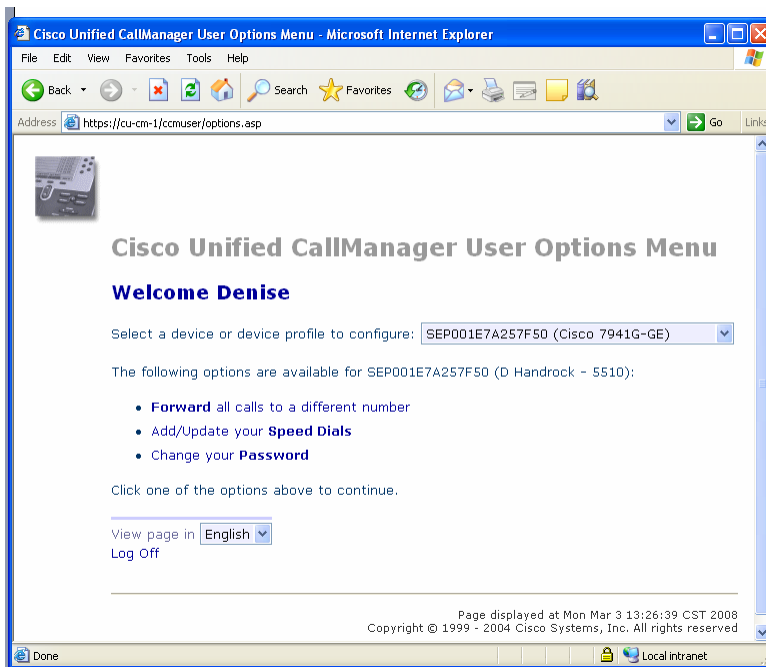 Cisco Unified CallManager User Options Menu - Microsoft Internet Explorer
File Edit View Favorites Tools Help
Back Search Favorites
Address https://cu-cm-1/ccmuser/options.asp Go Links
Cisco Unified CallManager User Options Menu
Welcome Denise
Select a device or device profile to configure: SEP001E7A257F50 (Cisco 7941G-GE)
The following options are available for SEP001E7A257F50 (D Handrock - 5510):
• Forward all calls to a different number
• Add/Update your Speed Dials
• Change your Password
Click one of the options above to continue.
View page in English
Log Off
Page displayed at Mon Mar 3 13:26:39 CST 2008
Copyright © 1999 - 2004 Cisco Systems, Inc. All rights reserved
Done Local intranet